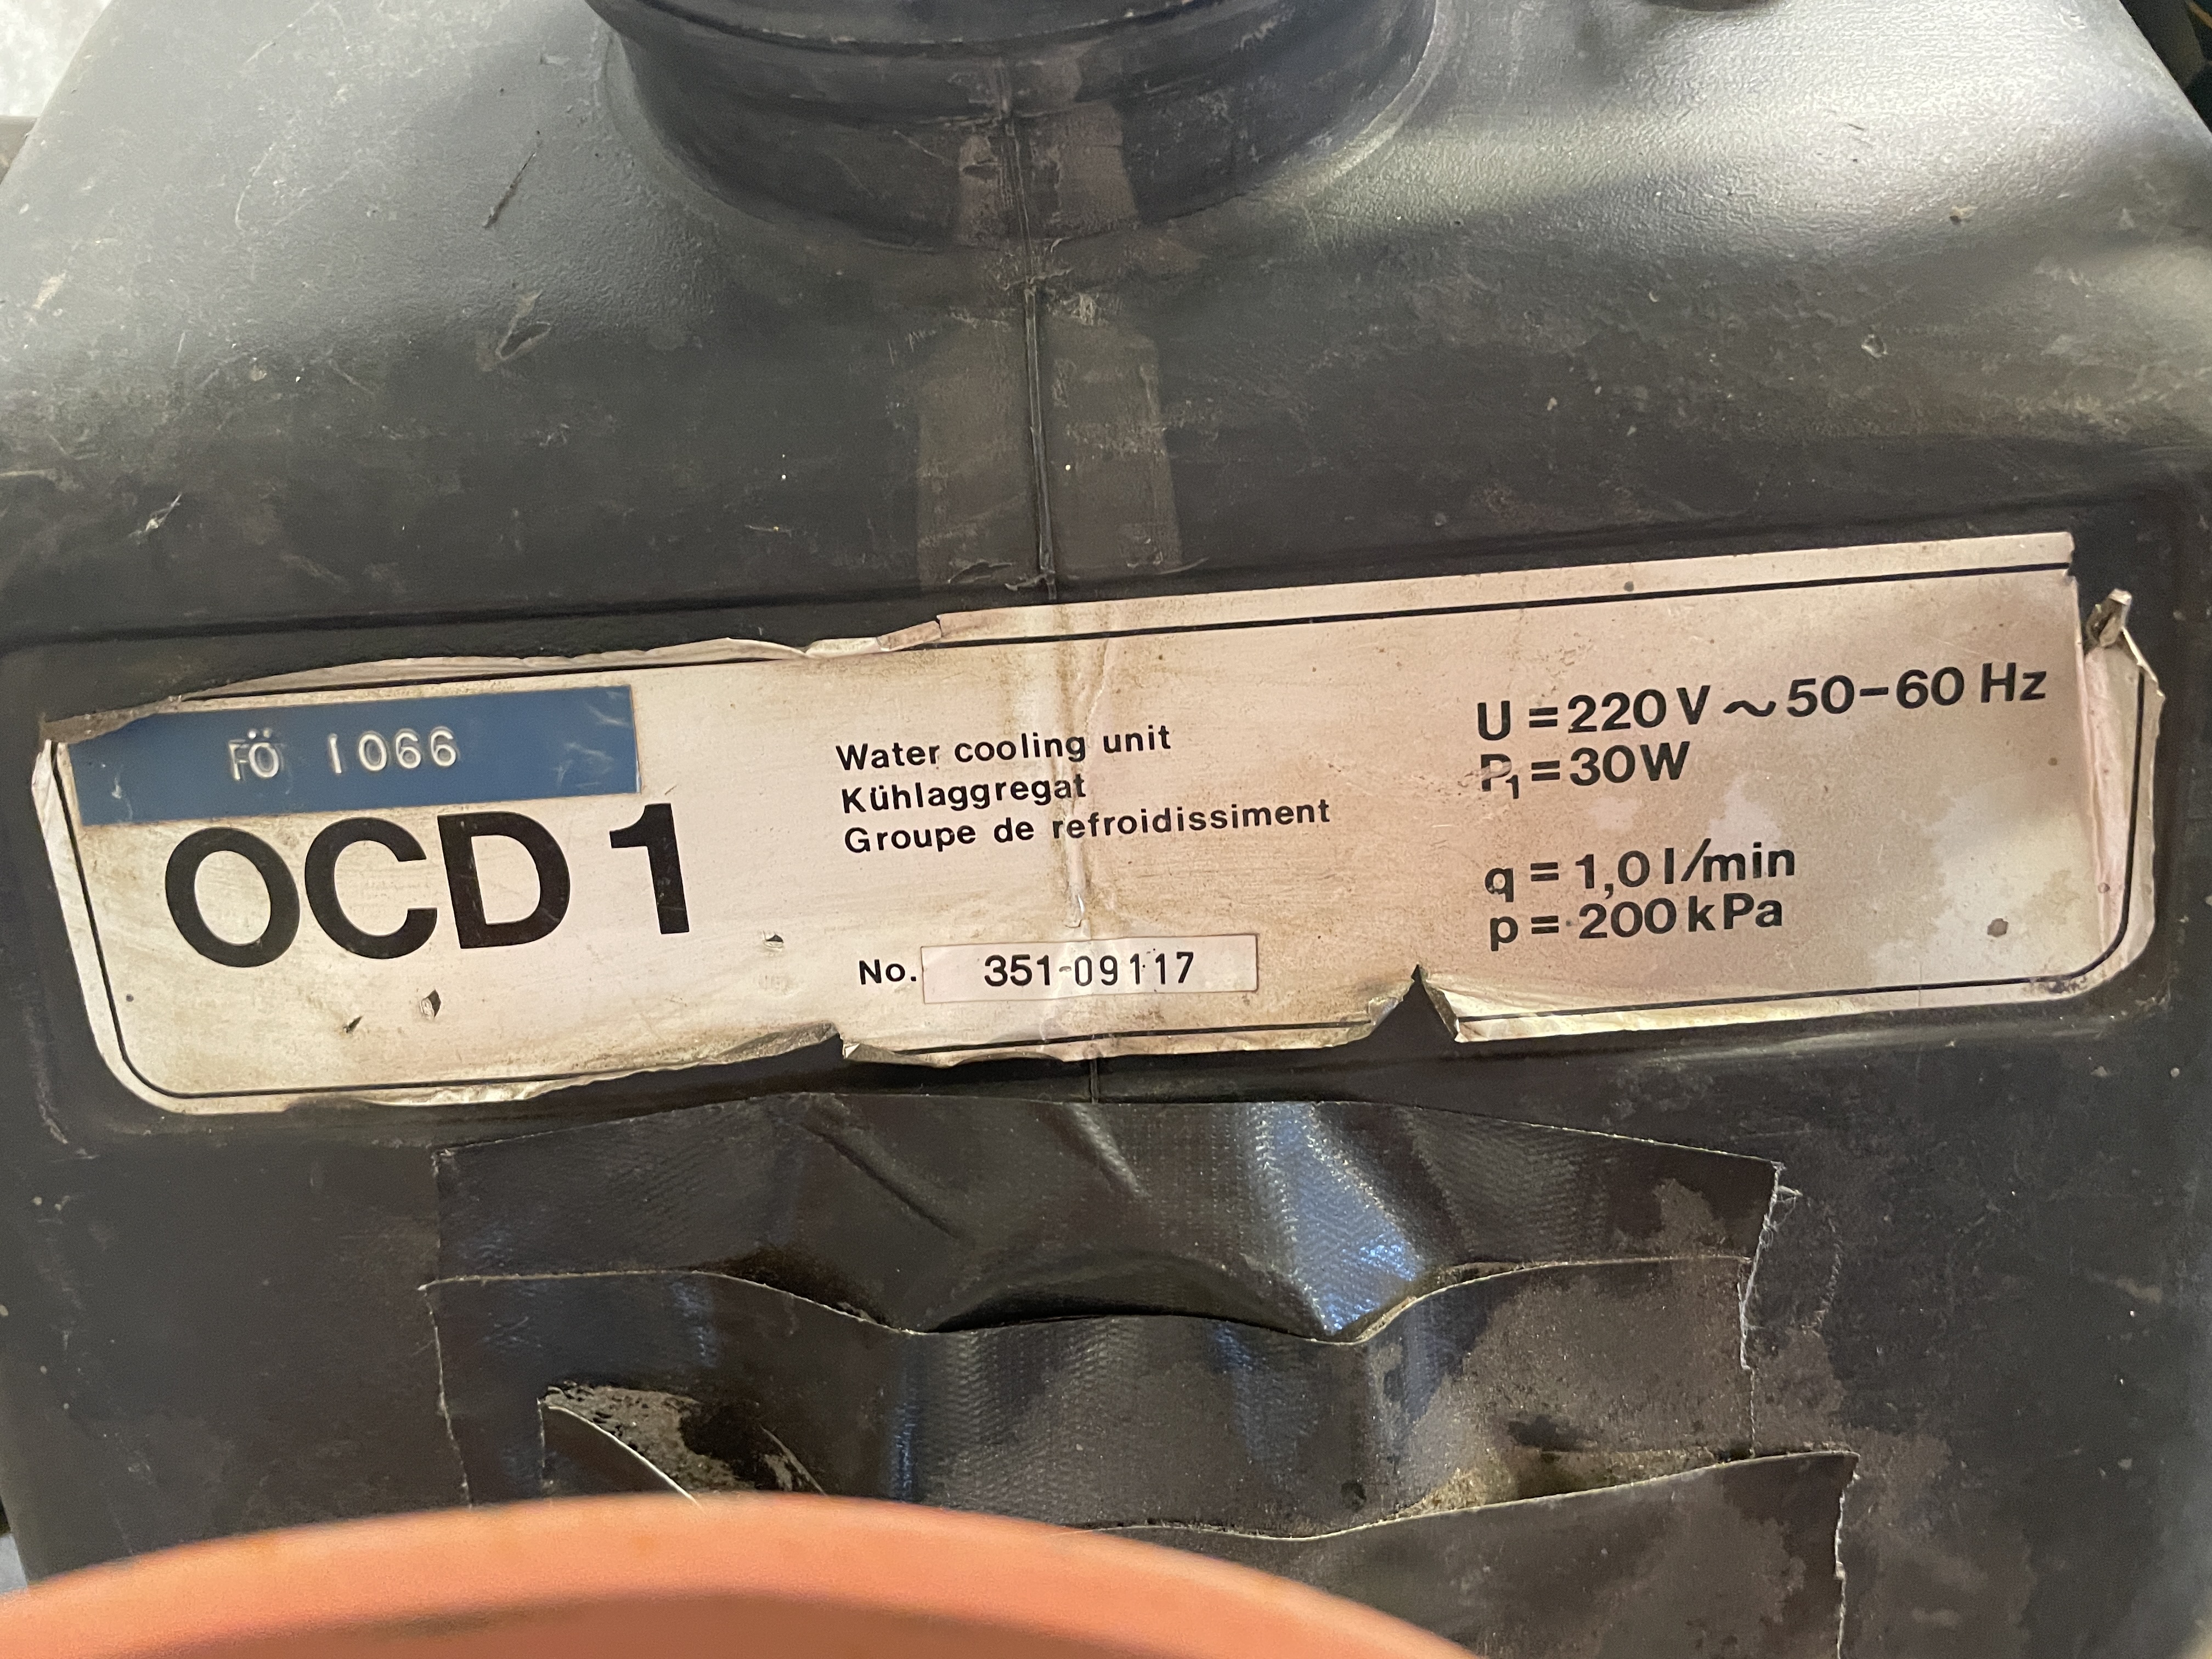 FÖ 1066
OCD 1
Water cooling unit
Kühlaggregat
Groupe de refroidissiment
No. 351-09117
U = 220 V ~ 50-60 Hz
P₁ = 30W
q = 1,0 l/min
p = 200 kPa